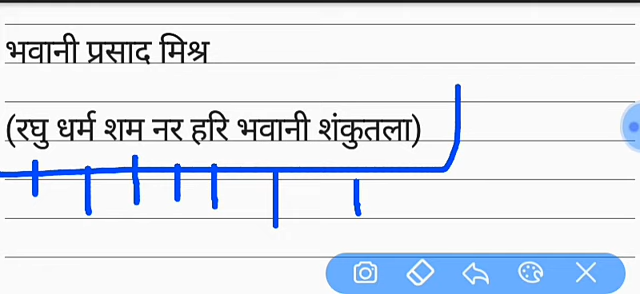 भवानी प्रसाद मिश्र
(रघु धर्म शम नर हरि भवानी शंकुतला)